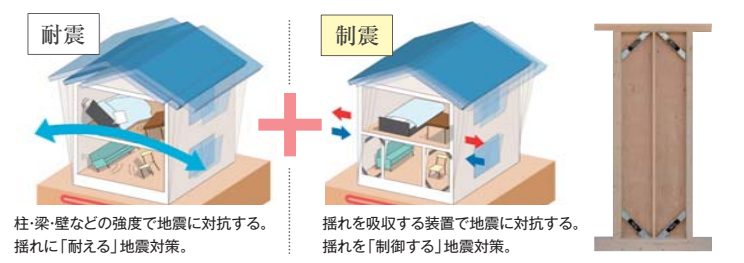 耐震
制震
柱・梁・壁などの強度で地震に対抗する。
揺れに「耐える」地震対策。
揺れを吸収する装置で地震に対抗する。
揺れを「制御する」地震対策。